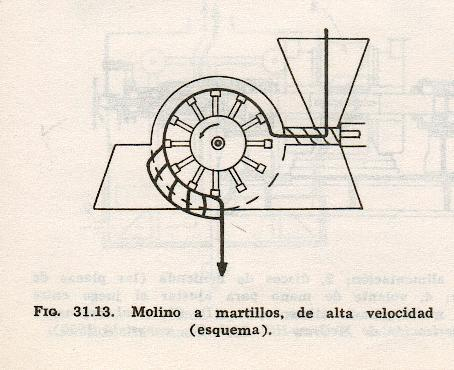 FIG. 31.13. Molino a martillos, de alta velocidad
(esquema).